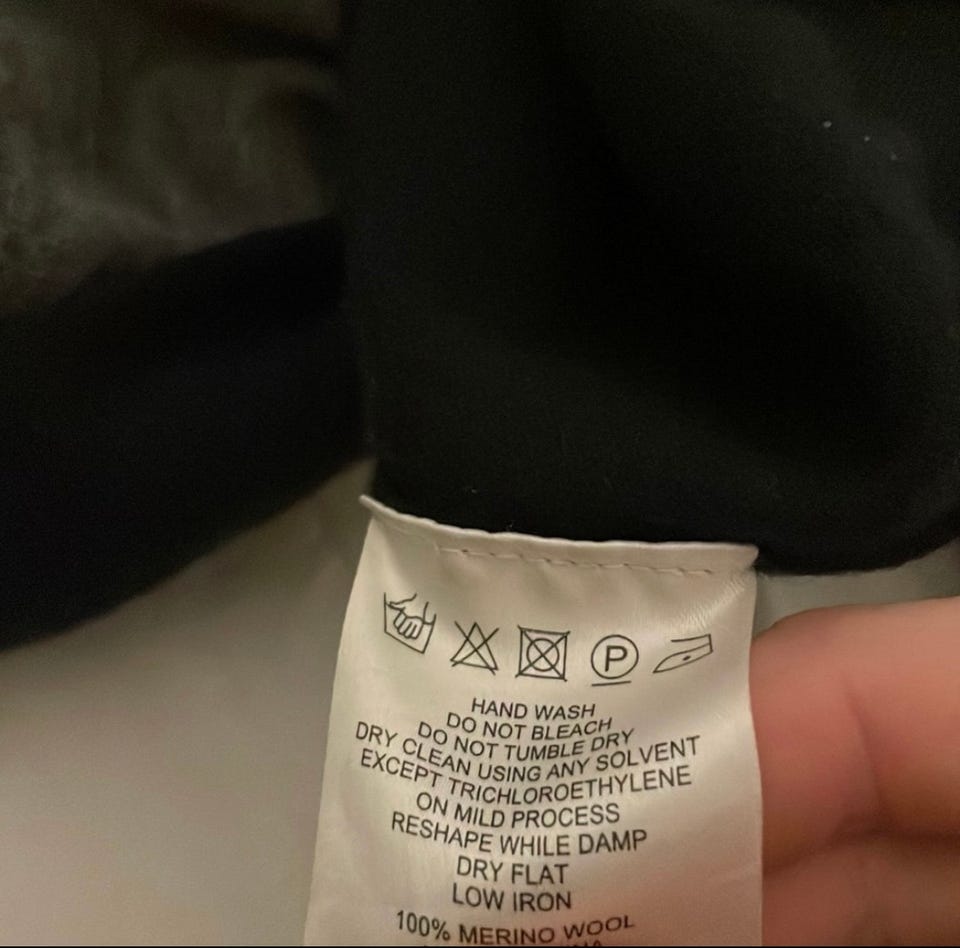 P
HAND WASH
DO NOT BLEACH
DO NOT TUMBLE DRY
DRY CLEAN USING ANY SOLVENT
EXCEPT TRICHLOROETHYLENE
ON MILD PROCESS
RESHAPE WHILE DAMP
DRY FLAT
LOW IRON
100% MERINO WOOL